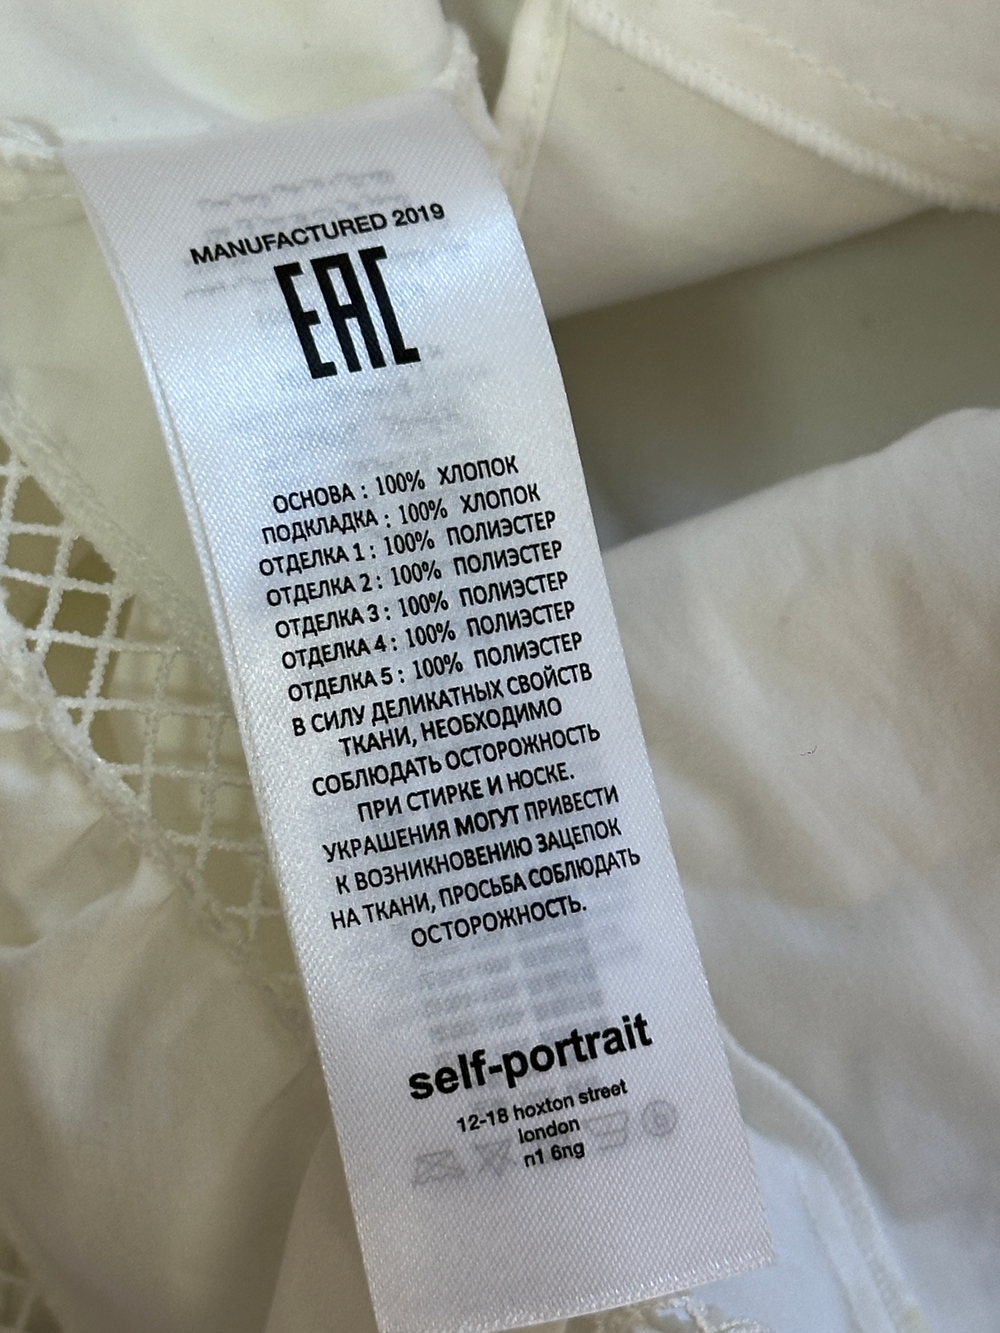 MANUFACTURED 2019
EAC
ОСНОВА : 100% ХЛОПОК
ПОДКЛАДКА : 100% ХЛОПОК
ОТДЕЛКА 1 : 100% ПОЛИЭСТЕР
ОТДЕЛКА 2 : 100% ПОЛИЭСТЕР
ОТДЕЛКА 3 : 100% ПОЛИЭСТЕР
ОТДЕЛКА 4 : 100% ПОЛИЭСТЕР
ОТДЕЛКА 5 : 100% ПОЛИЭСТЕР
В СИЛУ ДЕЛИКАТНЫХ СВОЙСТВ
ТКАНИ, НЕОБХОДИМО
СОБЛЮДАТЬ ОСТОРОЖНОСТЬ
ПРИ СТИРКЕ И НОСКЕ.
УКРАШЕНИЯ МОГУТ ПРИВЕСТИ
К ВОЗНИКНОВЕНИЮ ЗАЦЕПОК
НА ТКАНИ, ПРОСЬБА СОБЛЮДАТЬ
ОСТОРОЖНОСТЬ.
self-portrait
12-18 hoxton street
london
n1 6ng